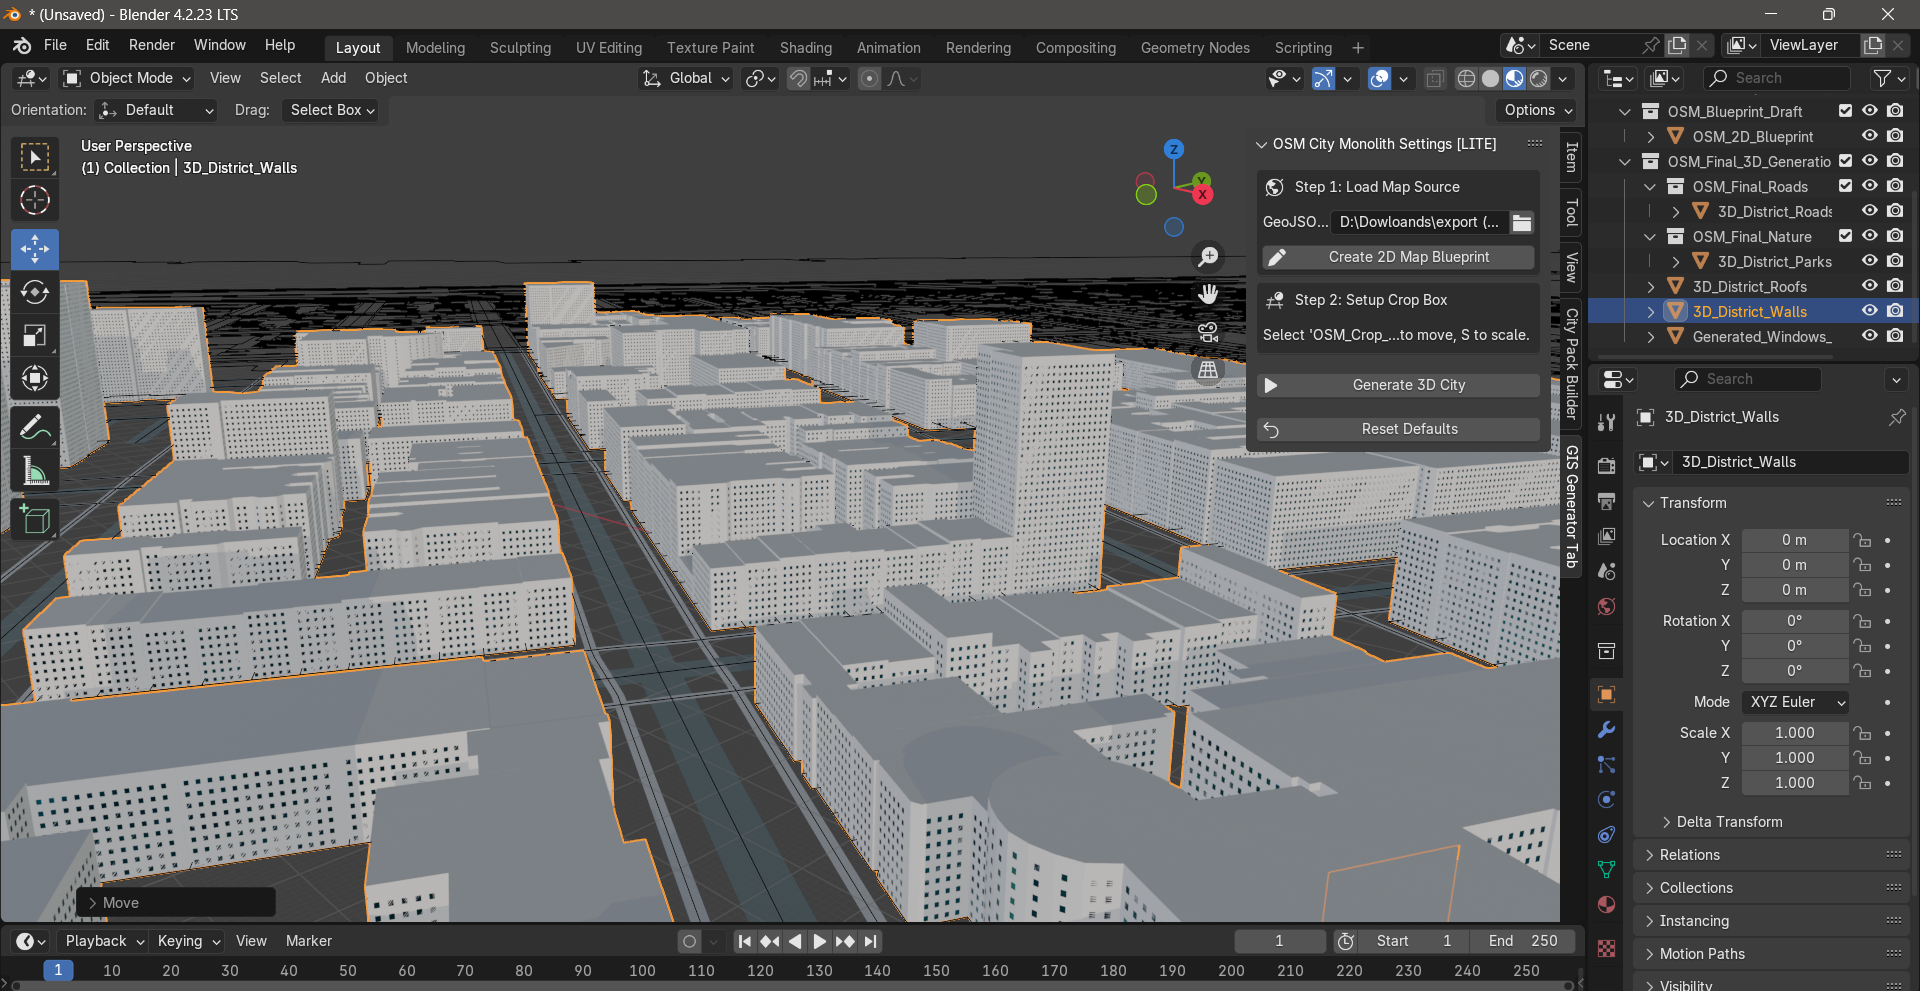 * (Unsaved) - Blender 4.2.23 LTS
File Edit Render Window Help
Layout Modeling Sculpting UV Editing Texture Paint Shading Animation Rendering Compositing Geometry Nodes Scripting +
Scene
ViewLayer
Object Mode View Select Add Object
Global
Search
Orientation: Default Drag: Select Box
Options
User Perspective
(1) Collection | 3D_District_Walls
Z
Y
X
OSM City Monolith Settings [LITE]
Step 1: Load Map Source
GeoJSO... D:\Dowloands\export (...
Create 2D Map Blueprint
Step 2: Setup Crop Box
Select 'OSM_Crop_...to move, S to scale.
Generate 3D City
Reset Defaults
Item
Tool
View
City Pack Builder
GIS Generator Tab
OSM_Blueprint_Draft
OSM_2D_Blueprint
OSM_Final_3D_Generatio
OSM_Final_Roads
3D_District_Roads
OSM_Final_Nature
3D_District_Parks
3D_District_Roofs
3D_District_Walls
Generated_Windows_
Search
3D_District_Walls
3D_District_Walls
Transform
Location X 0 m
Y 0 m
Z 0 m
Rotation X 0°
Y 0°
Z 0°
Mode XYZ Euler
Scale X 1.000
Y 1.000
Z 1.000
Delta Transform
Relations
Collections
Instancing
Motion Paths
Visibility
Move
Playback Keying View Marker
1
Start 1
End 250
1 10 20 30 40 50 60 70 80 90 100 110 120 130 140 150 160 170 180 190 200 210 220 230 240 250